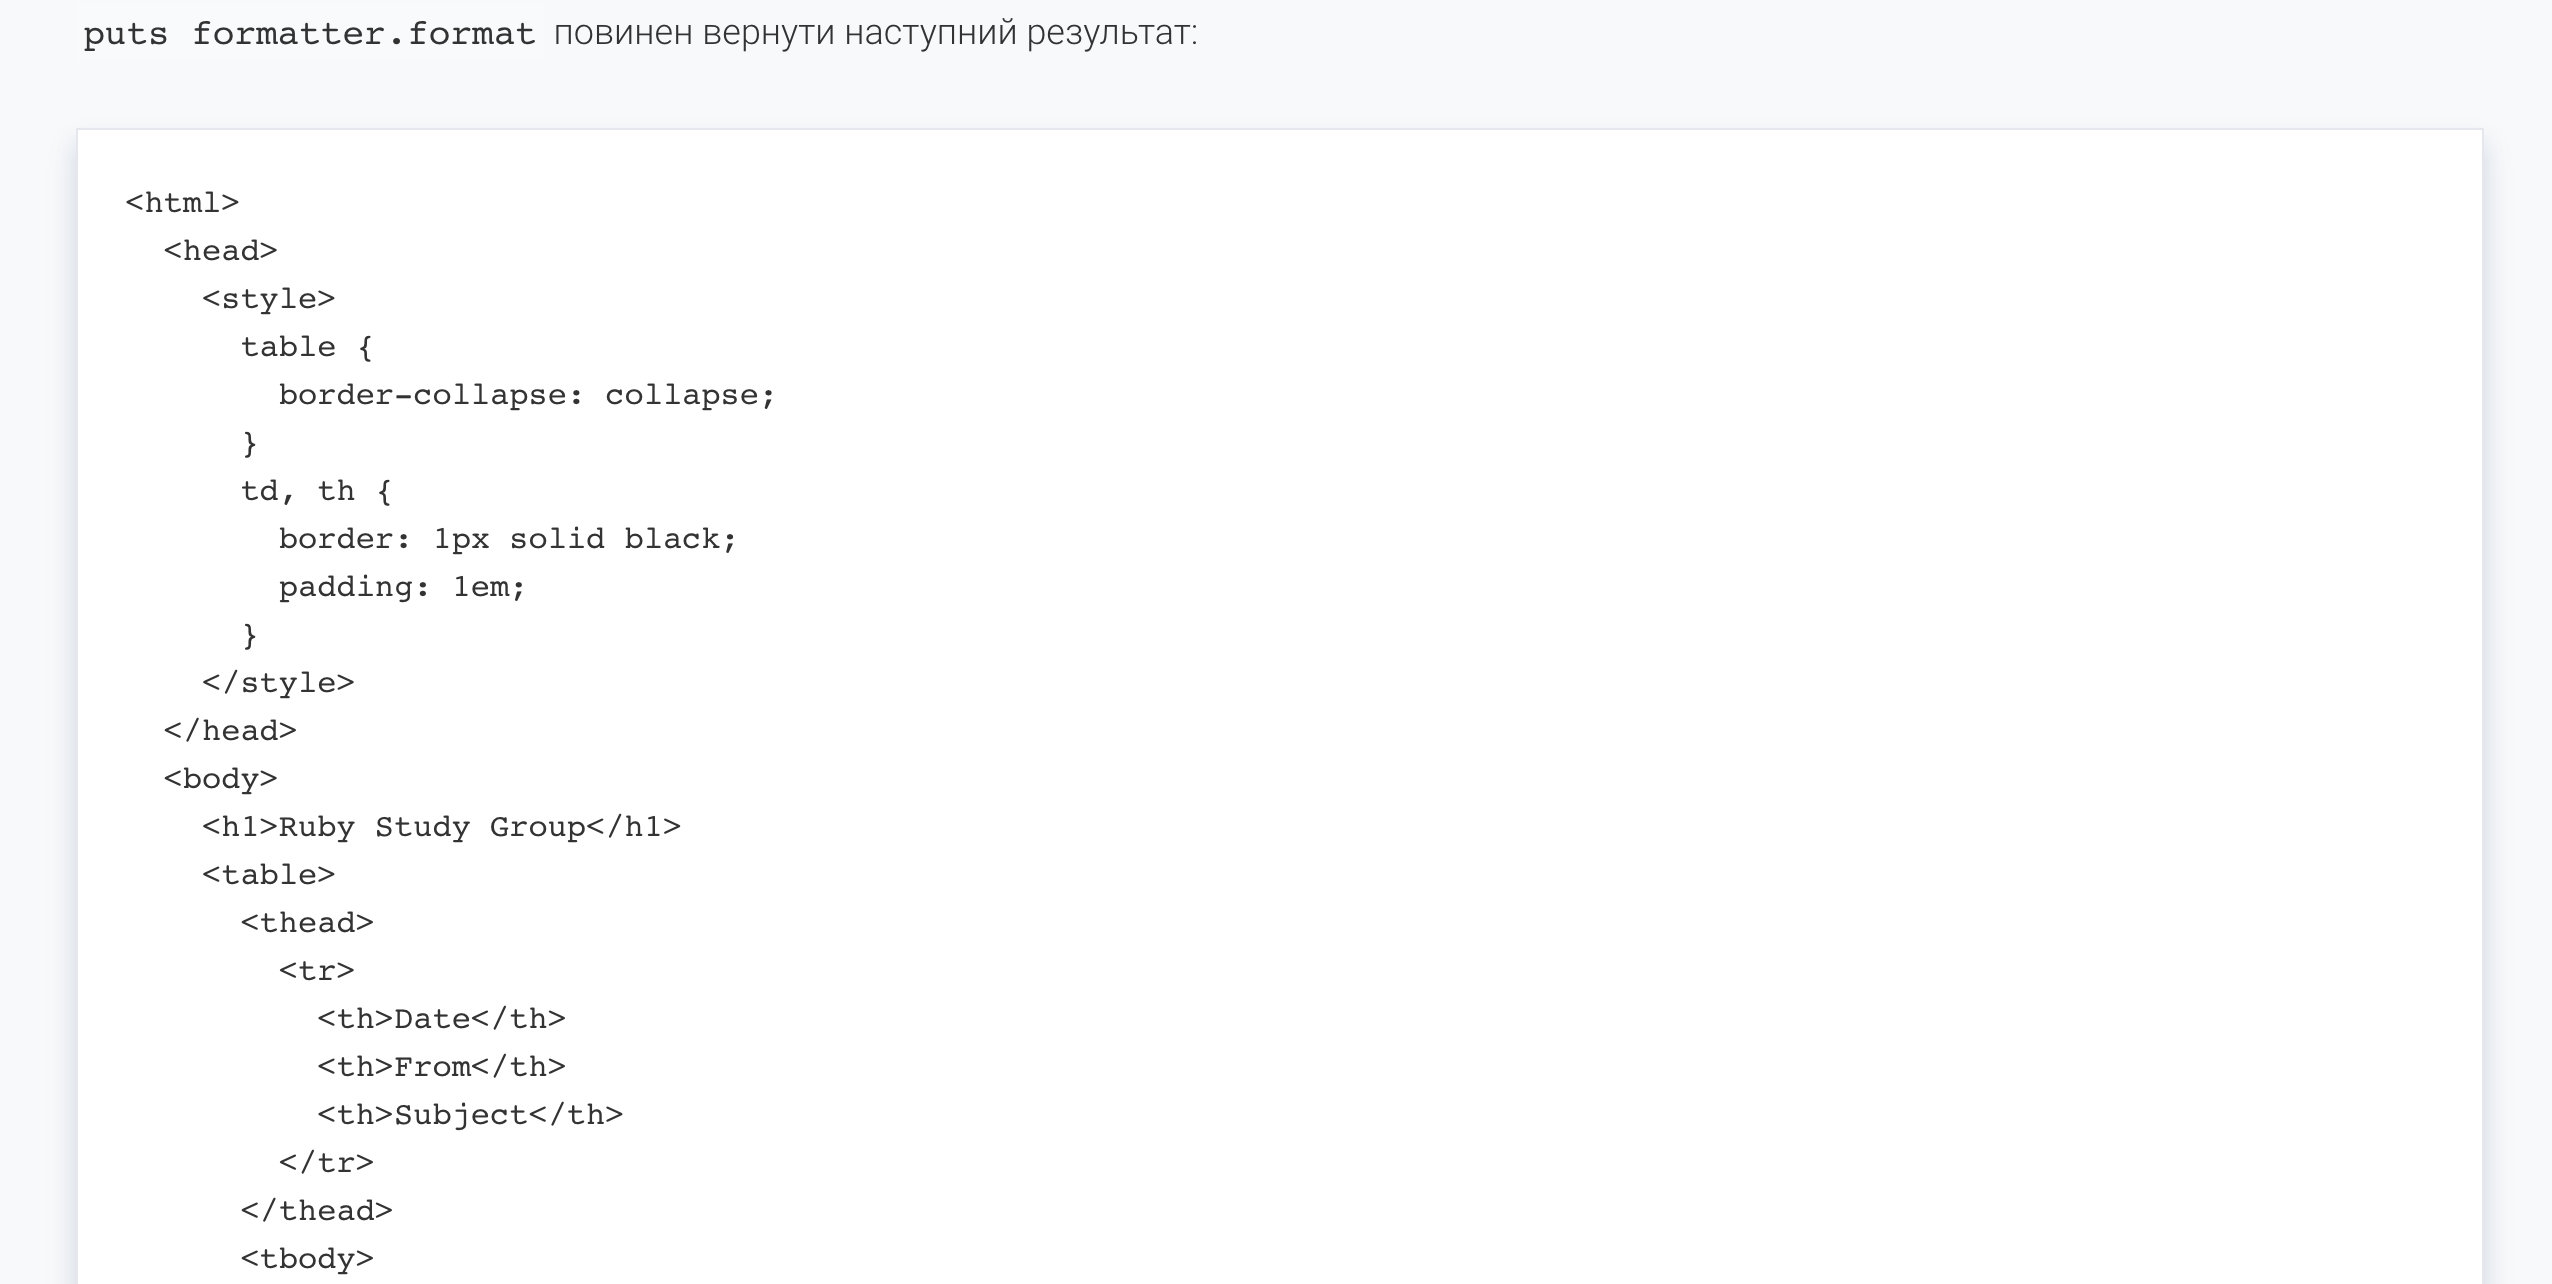 puts formatter.format повинен вернути наступний результат:
<html>
  <head>
    <style>
      table {
        border-collapse: collapse;
      }
      td, th {
        border: 1px solid black;
        padding: 1em;
      }
    </style>
  </head>
  <body>
    <h1>Ruby Study Group</h1>
    <table>
      <thead>
        <tr>
          <th>Date</th>
          <th>From</th>
          <th>Subject</th>
        </tr>
      </thead>
      <tbody>